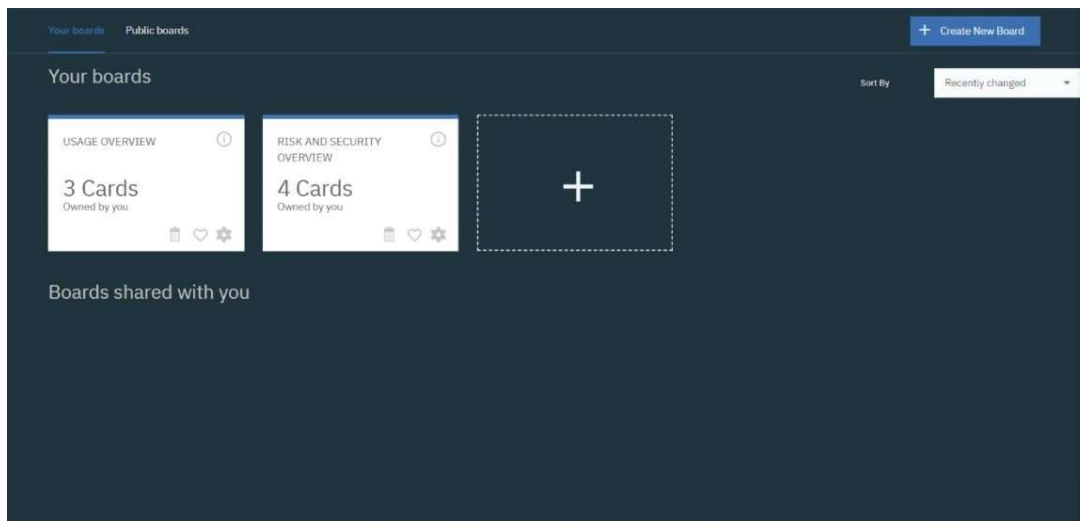 Your boards
Public boards
+ Create New Board
Your boards
Sort By
Recently changed
USAGE OVERVIEW
3 Cards
Owned by you
RISK AND SECURITY
OVERVIEW
4 Cards
Owned by you
Boards shared with you